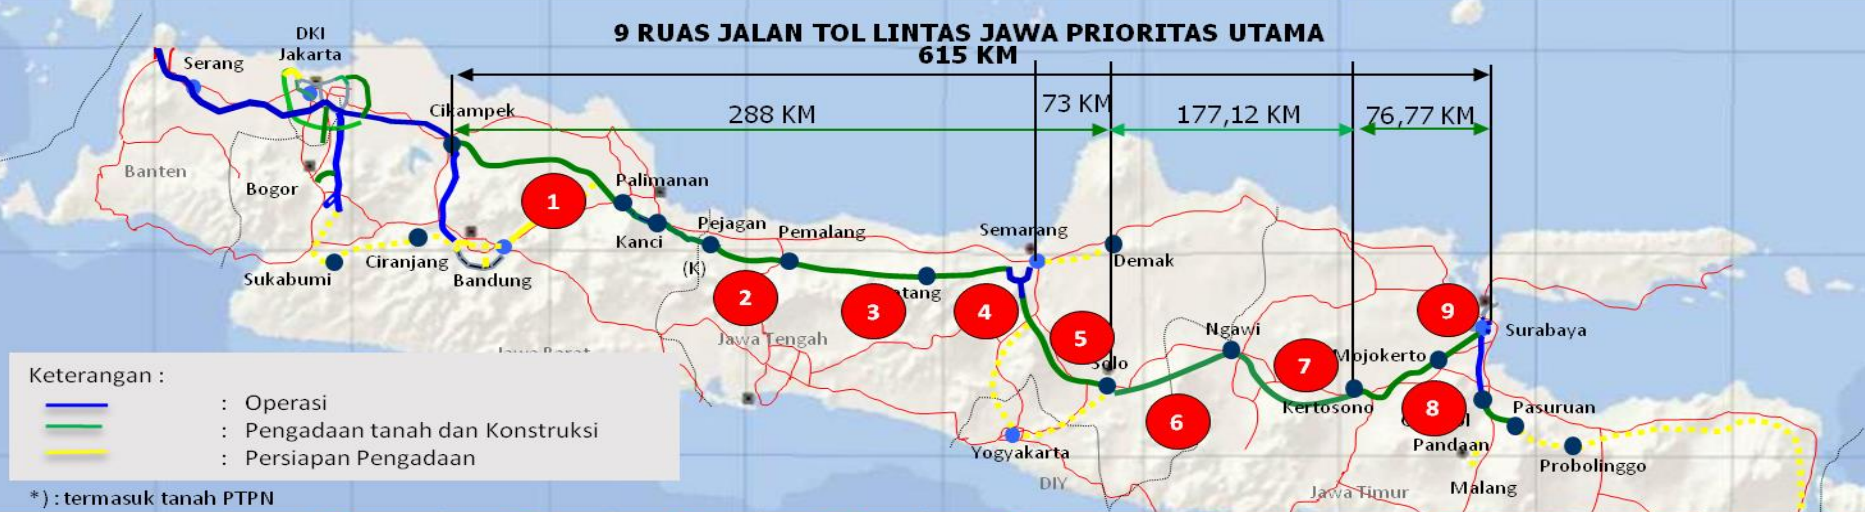 9 RUAS JALAN TOL LINTAS JAWA PRIORITAS UTAMA
615 KM
DKI
Jakarta
Serang
Cikampek
288 KM
73 KM
177,12 KM
76,77 KM
Banten
Bogor
Palimanan
1
Kanci
Pejagan
(K)
Pemalang
Semarang
Demak
Sukabumi
Ciranjang
Bandung
2
3
atang
4
5
Solo
Jawa Tengah
Jawa Barat
Ngawi
9
Surabaya
7
Mojokerto
Kertosono
8
6
Pasuruan
Pandaan
Yogyakarta
DIY
Probolinggo
Malang
Jawa Timur
Keterangan :
: Operasi
: Pengadaan tanah dan Konstruksi
: Persiapan Pengadaan
*) : termasuk tanah PTPN